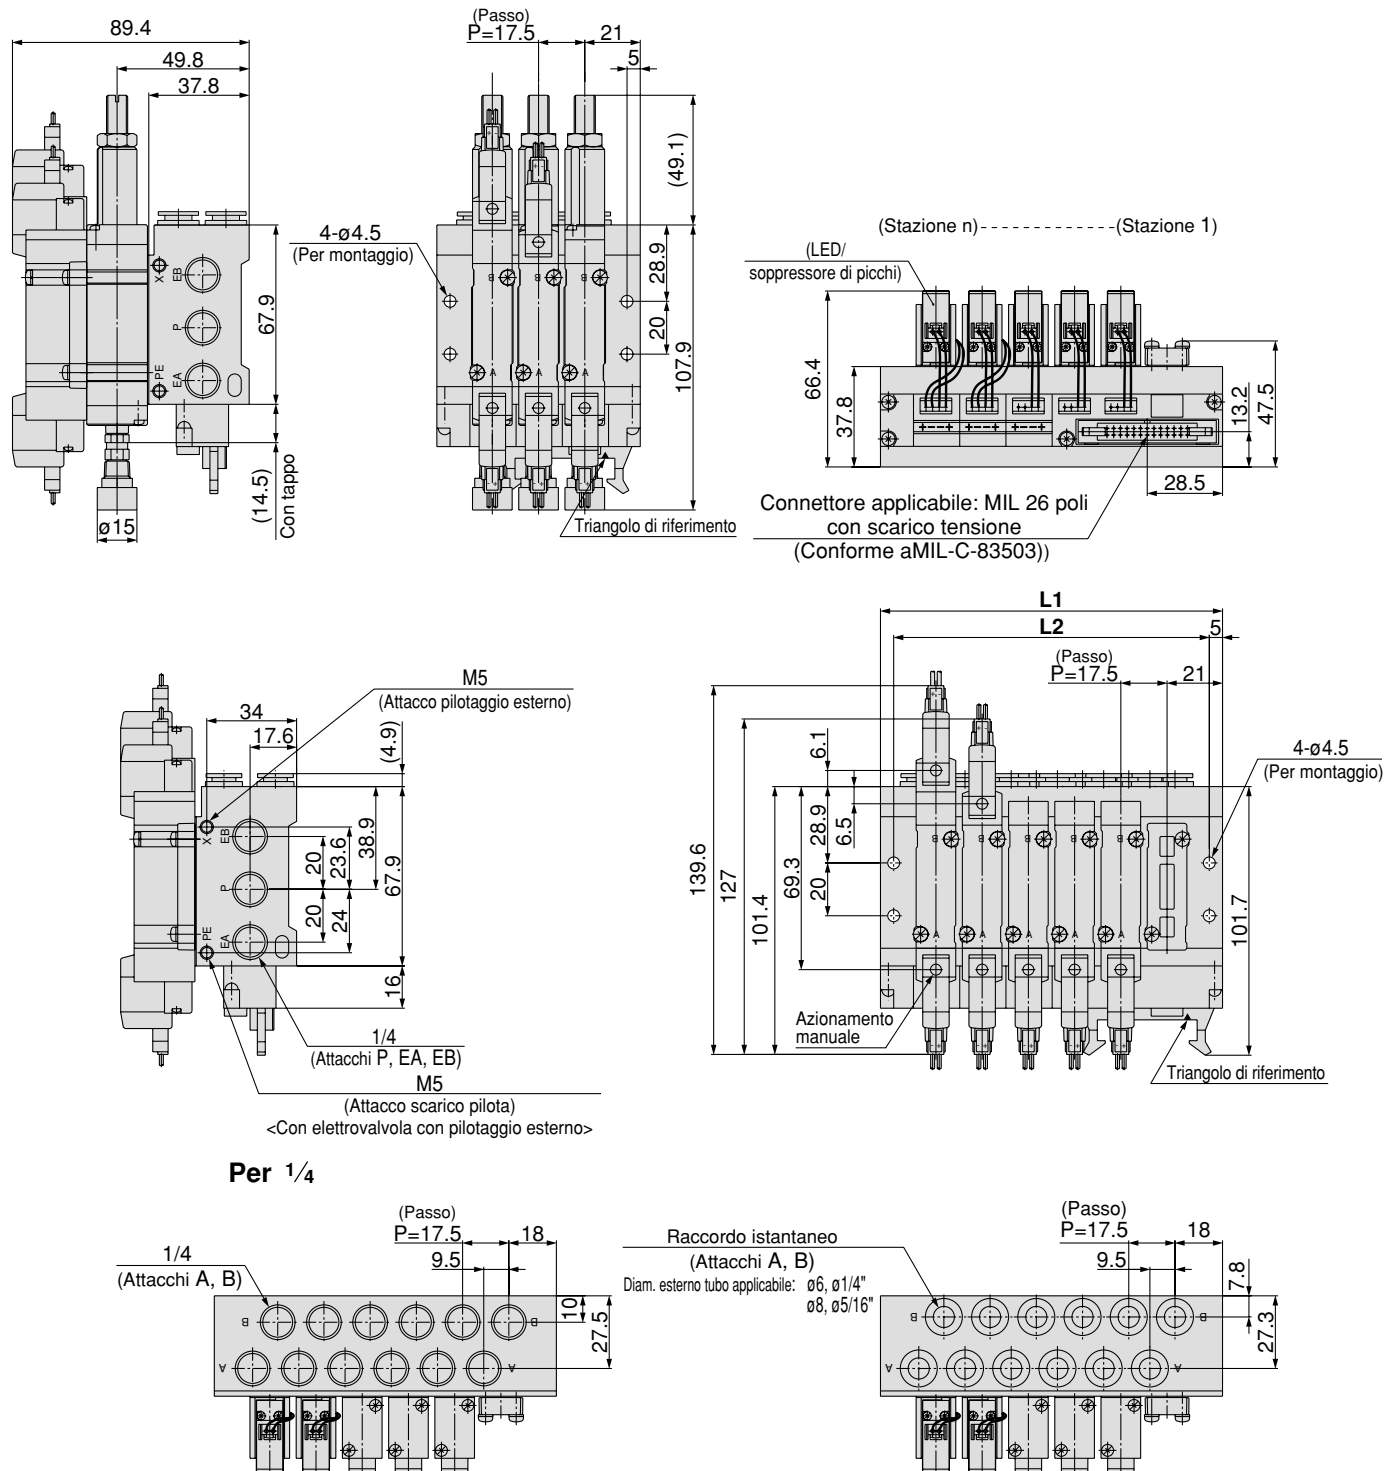 89.4
49.8
37.8
X
EB
P
PE
EA
67.9
(14.5)
Con tappo
ø15
(Passo)
P=17.5
21
5
(49.1)
4-ø4.5
(Per montaggio)
28.9
20
107.9
B B B
A A A
Triangolo di riferimento
(Stazione n)--------------(Stazione 1)
(LED/
soppressore di picchi)
66.4
37.8
13.2
47.5
28.5
Connettore applicabile: MIL 26 poli
con scarico tensione
(Conforme aMIL-C-83503))
M5
(Attacco pilotaggio esterno)
34
17.6
(4.9)
X
EB
P
PE
EA
20
23.6
38.9
67.9
20
24
16
1/4
(Attacchi P, EA, EB)
M5
(Attacco scarico pilota)
<Con elettrovalvola con pilotaggio esterno>
L1
L2
5
(Passo)
P=17.5
21
4-ø4.5
(Per montaggio)
139.6
127
101.4
69.3
6.1
28.9
6.5
20
101.7
B B B B B
A A A A A
Azionamento
manuale
Triangolo di riferimento
Per 1/4
(Passo)
P=17.5
18
9.5
1/4
(Attacchi A, B)
10
27.5
B B
A A
(Passo)
P=17.5
18
9.5
Raccordo istantaneo
(Attacchi A, B)
Diam. esterno tubo applicabile: ø6, ø1/4"
ø8, ø5/16"
7.8
27.3
B B
A A